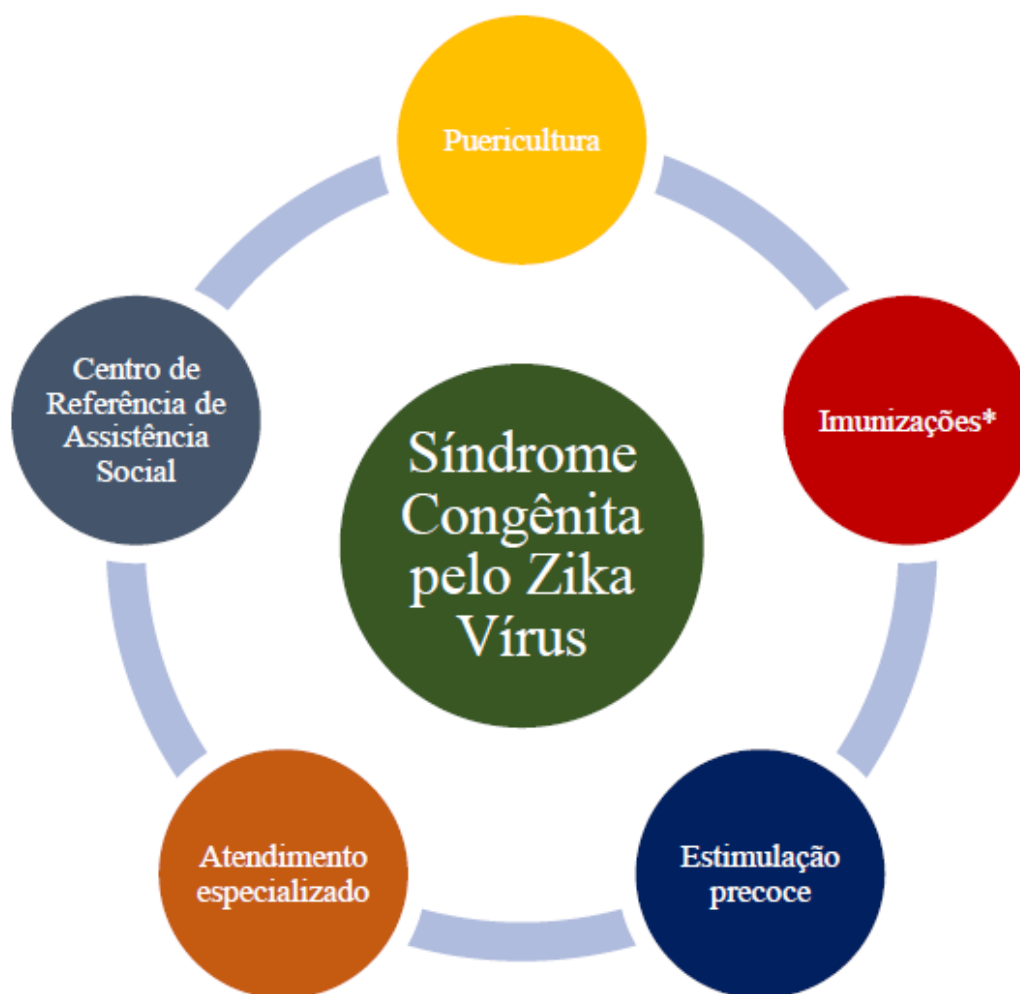 Puericultura
Imunizações*
Estimulação
precoce
Atendimento
especializado
Centro de
Referência de
Assistência
Social
Síndrome
Congênita
pelo Zika
Vírus